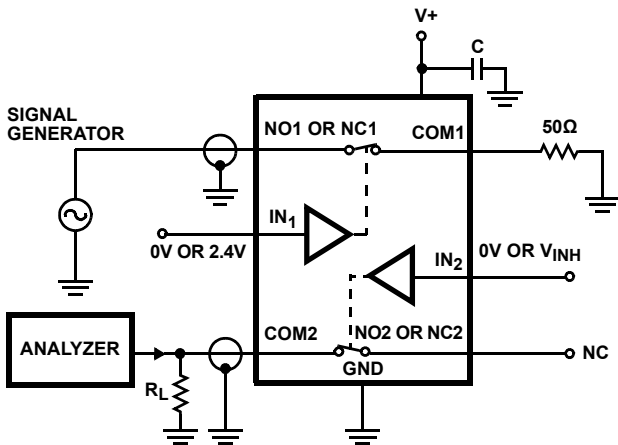 V+
C
SIGNAL
GENERATOR
NO1 OR NC1
COM1
50Ω
IN1
0V OR 2.4V
IN2
0V OR VINH
COM2
NO2 OR NC2
ANALYZER
GND
NC
RL